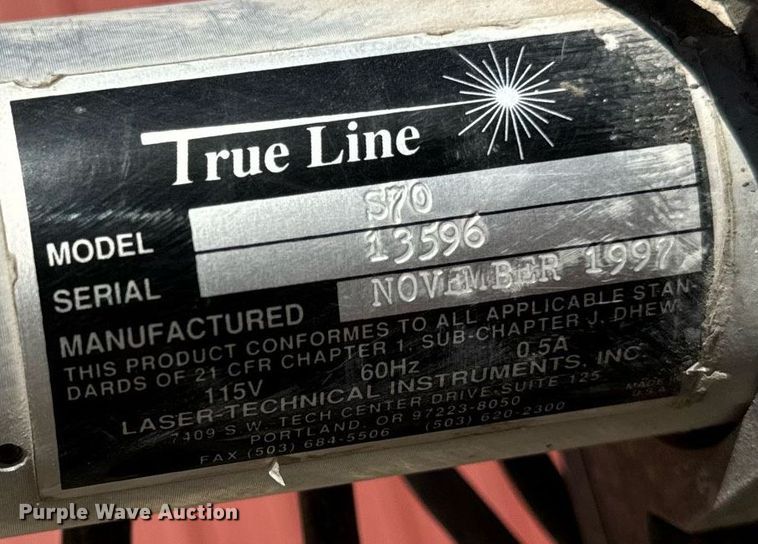 True Line
MODEL S70
SERIAL 13596
MANUFACTURED NOVEMBER 1997
THIS PRODUCT CONFORMES TO ALL APPLICABLE STAN-
DARDS OF 21 CFR CHAPTER 1, SUB-CHAPTER J. DHEW
115V 60Hz 0.5A
LASER-TECHNICAL INSTRUMENTS, INC.
7409 S.W. TECH CENTER DRIVE-SUITE 125
PORTLAND, OR 97223-8050
FAX (503) 684-5506 (503) 620-2300
MADE
U.S.A.
Purple Wave Auction